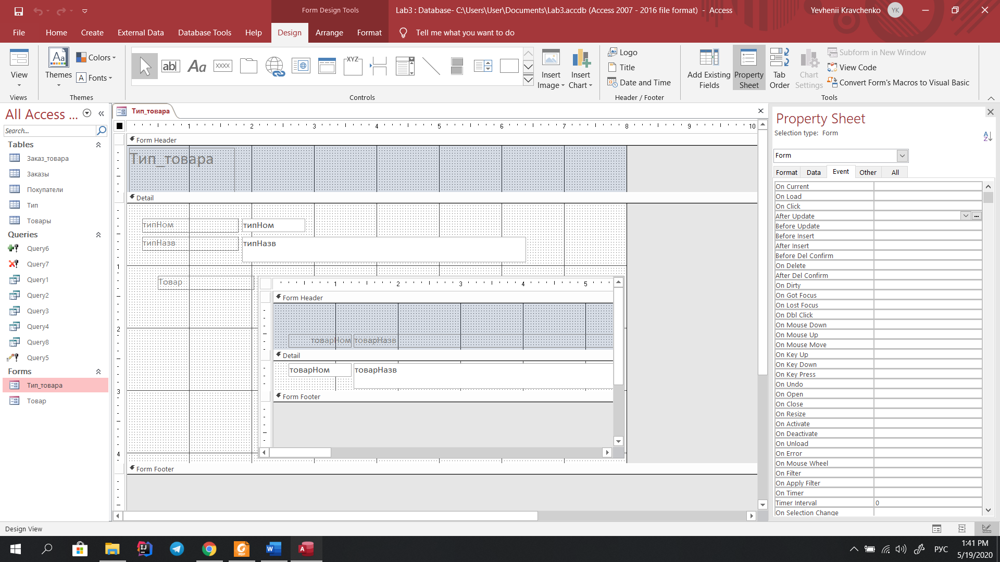 Form Design Tools
Lab3 : Database- C:\Users\User\Documents\Lab3.accdb (Access 2007 - 2016 file format) - Access
Yevhenii Kravchenko
YK
File
Home
Create
External Data
Database Tools
Help
Design
Arrange
Format
Tell me what you want to do
View
Views
Aa
Themes
Colors
A Fonts
Themes
ab|
Aa
XXXX
XYZ
Controls
Insert Image
Insert Chart
Logo
Title
Date and Time
Header / Footer
Add Existing Fields
Property Sheet
Tab Order
Chart Settings
Subform in New Window
View Code
Convert Form's Macros to Visual Basic
Tools
All Access ...
Search...
Tables
Заказ_товара
Заказы
Покупатели
Тип
Товары
Queries
Query6
Query7
Query1
Query2
Query3
Query4
Query8
Query5
Forms
Тип_товара
Товар
Тип_товара
1 2 3 4 5 6 7 8 9 10
Form Header
Тип_товара
Detail
типНом
типНом
типНазв
типНазв
1
Товар
1 2 3 4 5
Form Header
2
товарНом
товарНазв
Detail
товарНом
товарНазв
3
Form Footer
4
Form Footer
Property Sheet
Selection type: Form
A
Z
Form
Format
Data
Event
Other
All
On Current
On Load
On Click
After Update
...
Before Update
Before Insert
After Insert
Before Del Confirm
On Delete
After Del Confirm
On Dirty
On Got Focus
On Lost Focus
On Dbl Click
On Mouse Down
On Mouse Up
On Mouse Move
On Key Up
On Key Down
On Key Press
On Undo
On Open
On Close
On Resize
On Activate
On Deactivate
On Unload
On Error
On Mouse Wheel
On Filter
On Apply Filter
On Timer
Timer Interval 0
On Selection Change
Design View
IJ
PDF
W
A
РУС
1:41 PM
5/19/2020